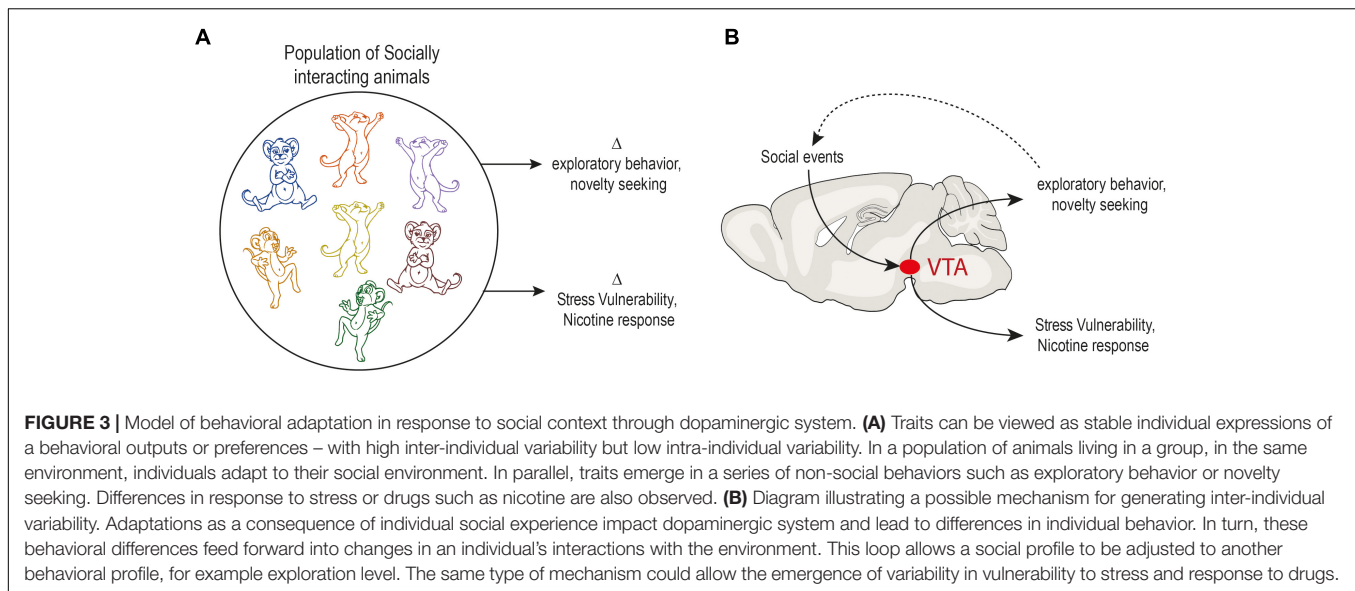 A
Population of Socially
interacting animals
Δ
exploratory behavior,
novelty seeking
Δ
Stress Vulnerability,
Nicotine response
B
Social events
exploratory behavior,
novelty seeking
VTA
Stress Vulnerability,
Nicotine response
FIGURE 3 | Model of behavioral adaptation in response to social context through dopaminergic system. (A) Traits can be viewed as stable individual expressions of
a behavioral outputs or preferences – with high inter-individual variability but low intra-individual variability. In a population of animals living in a group, in the same
environment, individuals adapt to their social environment. In parallel, traits emerge in a series of non-social behaviors such as exploratory behavior or novelty
seeking. Differences in response to stress or drugs such as nicotine are also observed. (B) Diagram illustrating a possible mechanism for generating inter-individual
variability. Adaptations as a consequence of individual social experience impact dopaminergic system and lead to differences in individual behavior. In turn, these
behavioral differences feed forward into changes in an individual's interactions with the environment. This loop allows a social profile to be adjusted to another
behavioral profile, for example exploration level. The same type of mechanism could allow the emergence of variability in vulnerability to stress and response to drugs.